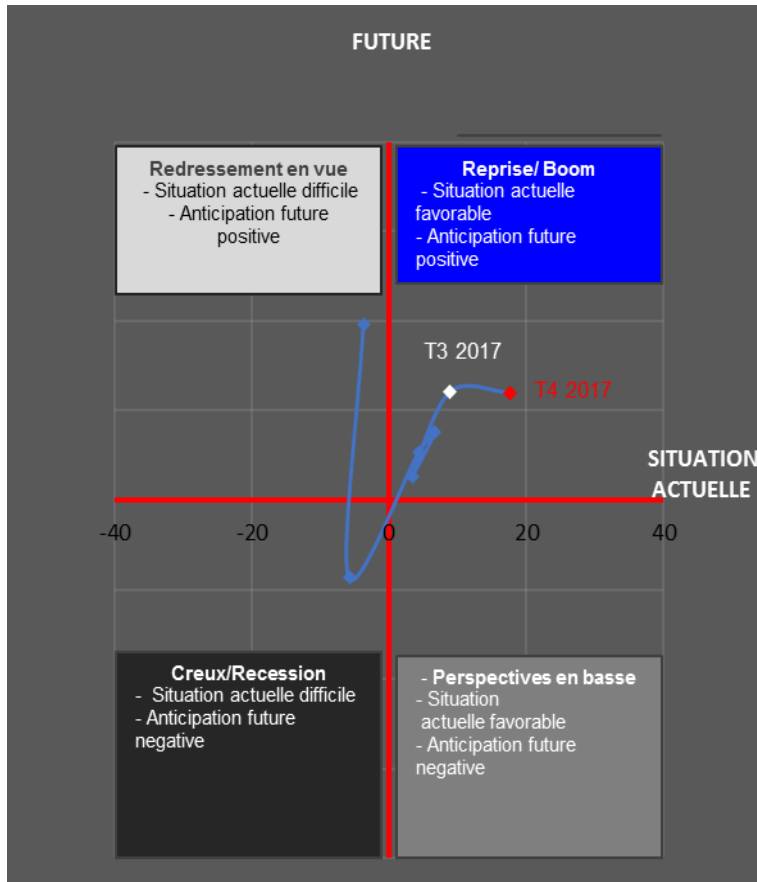 FUTURE
Redressement en vue
- Situation actuelle difficile
- Anticipation future
positive
Reprise/ Boom
- Situation actuelle
favorable
- Anticipation future
positive
T3 2017
T4 2017
SITUATION
ACTUELLE
-40
-20
0
20
40
Creux/Recession
- Situation actuelle difficile
- Anticipation future
negative
- Perspectives en basse
- Situation
actuelle favorable
- Anticipation future
negative